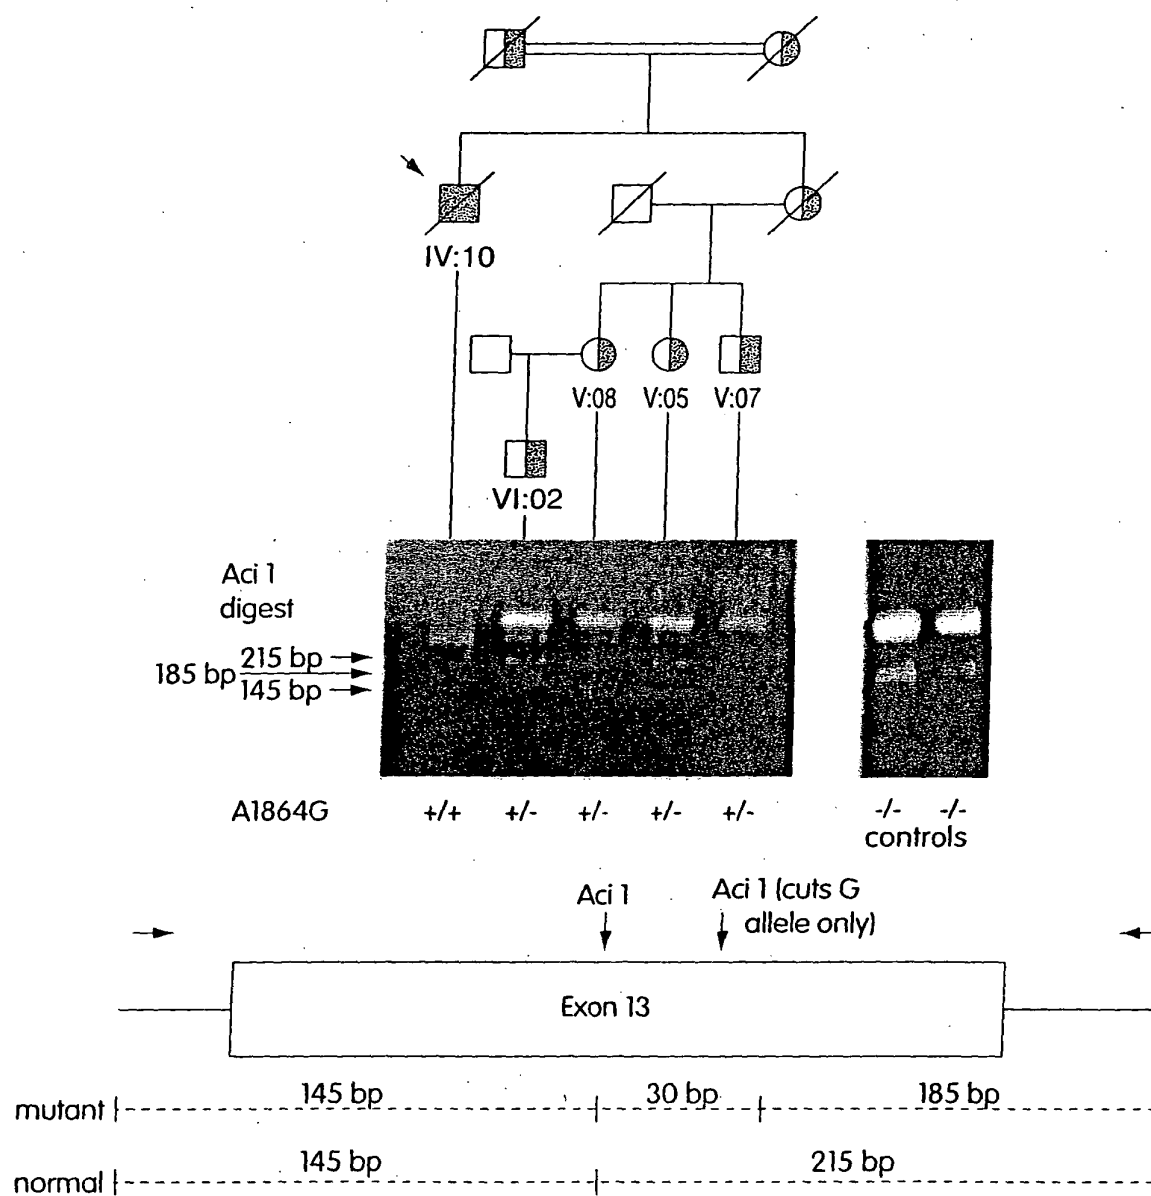 IV:10
V:08 V:05 V:07
VI:02
Aci 1
digest
215 bp
185 bp
145 bp
A1864G +/+ +/- +/- +/- +/- -/- -/-
controls
Aci 1 Aci 1 (cuts G
allele only)
Exon 13
145 bp 30 bp 185 bp
mutant
145 bp 215 bp
normal